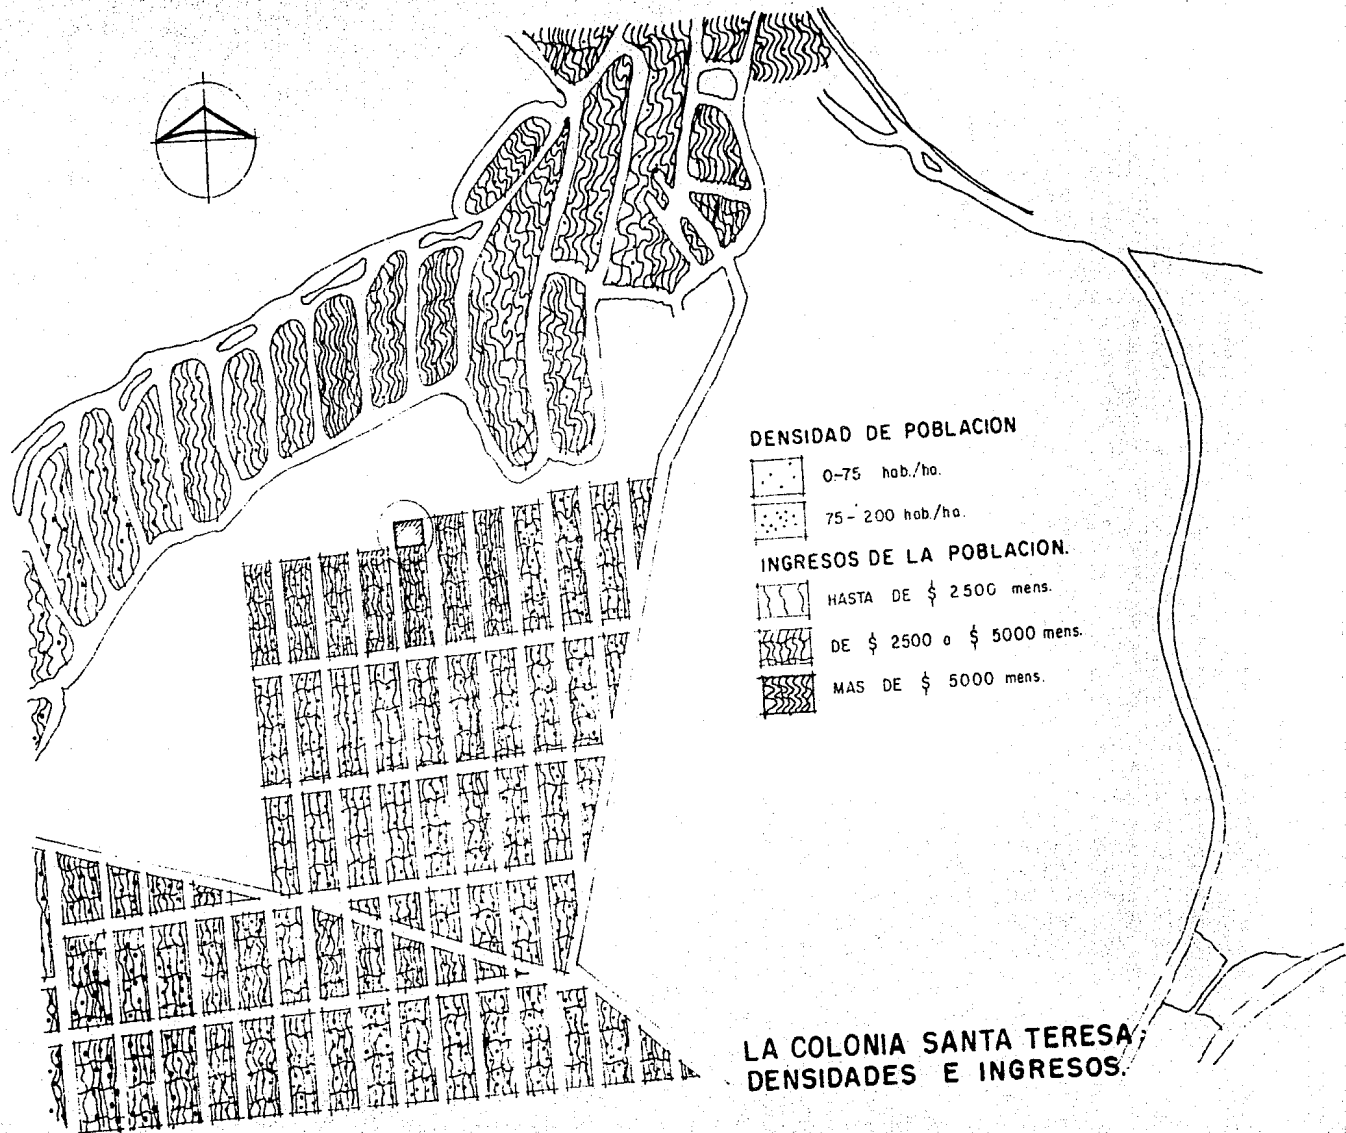 DENSIDAD DE POBLACION
0-75 hab./ha.
75-200 hab./ha.
INGRESOS DE LA POBLACION.
HASTA DE $ 2500 mens.
DE $ 2500 a $ 5000 mens.
MAS DE $ 5000 mens.
LA COLONIA SANTA TERESA;
DENSIDADES E INGRESOS.